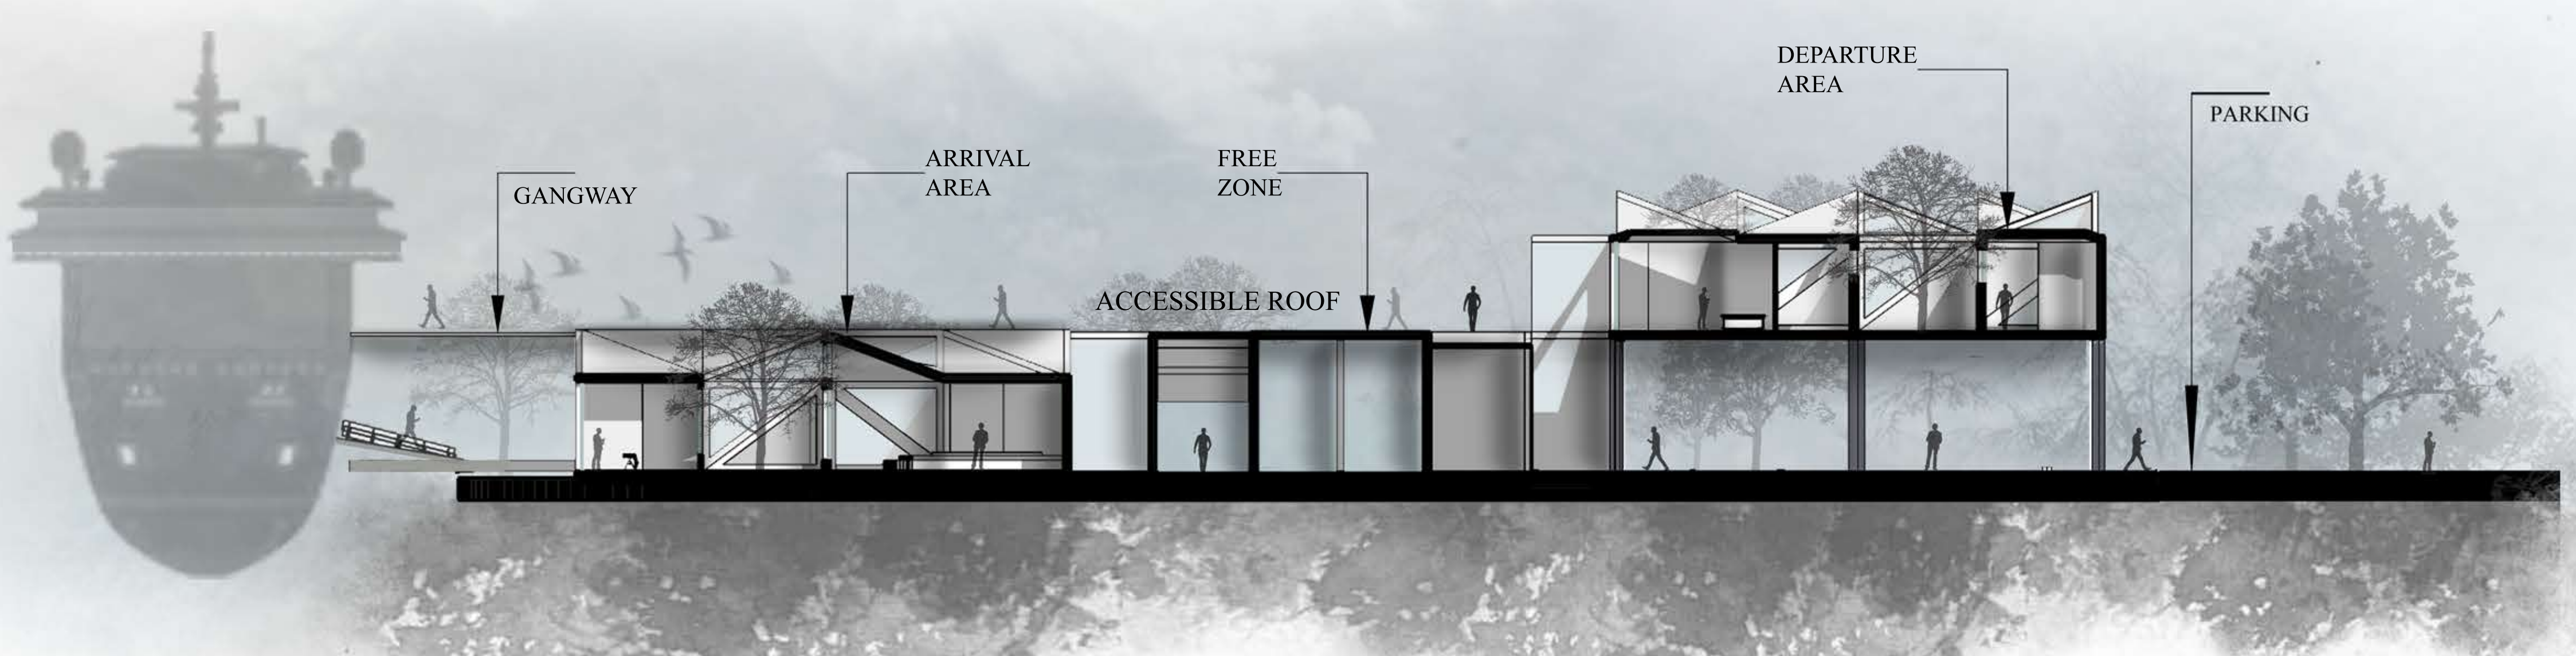 GANGWAY
ARRIVAL
AREA
ACCESSIBLE ROOF
FREE
ZONE
DEPARTURE
AREA
PARKING